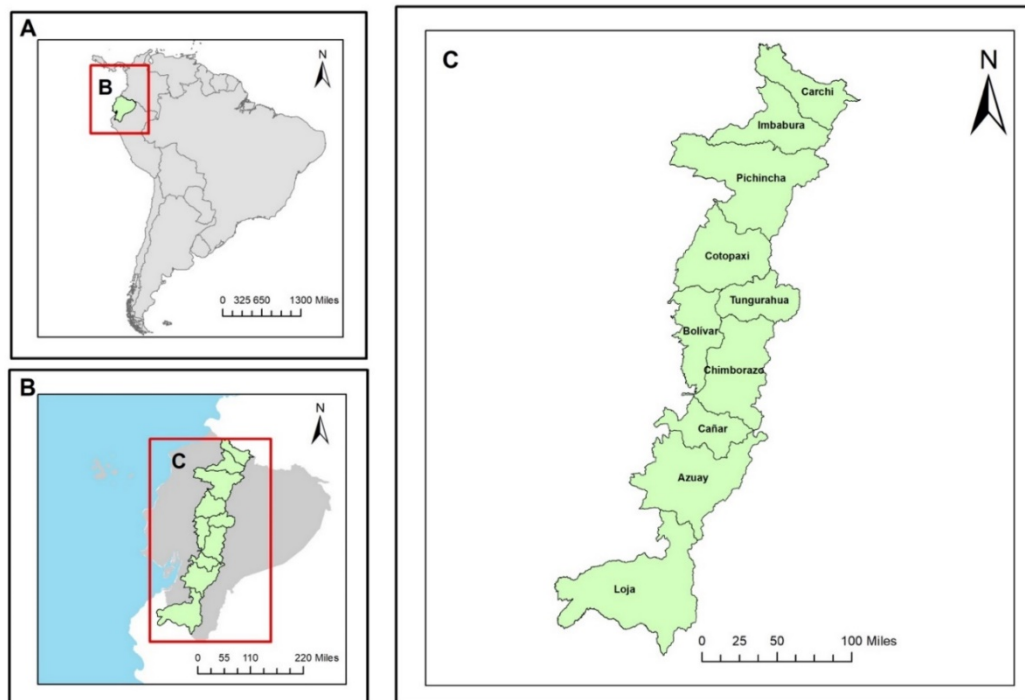 A
N
B
0 325 650 1300 Miles
B
N
C
0 55 110 220 Miles
C
N
Carchi
Imbabura
Pichincha
Cotopaxi
Tungurahua
Bolívar
Chimborazo
Cañar
Azuay
Loja
0 25 50 100 Miles